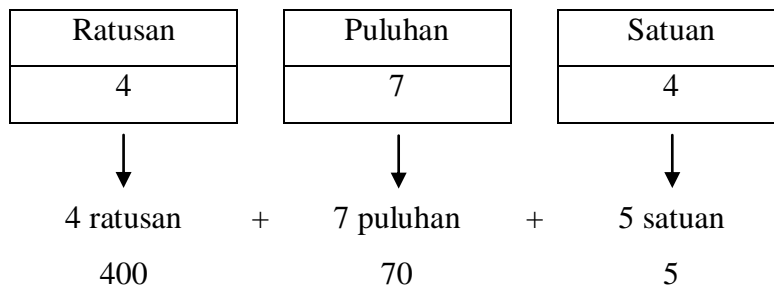 Ratusan Puluhan Satuan
4 7 4
4 ratusan + 7 puluhan + 5 satuan
400 70 5